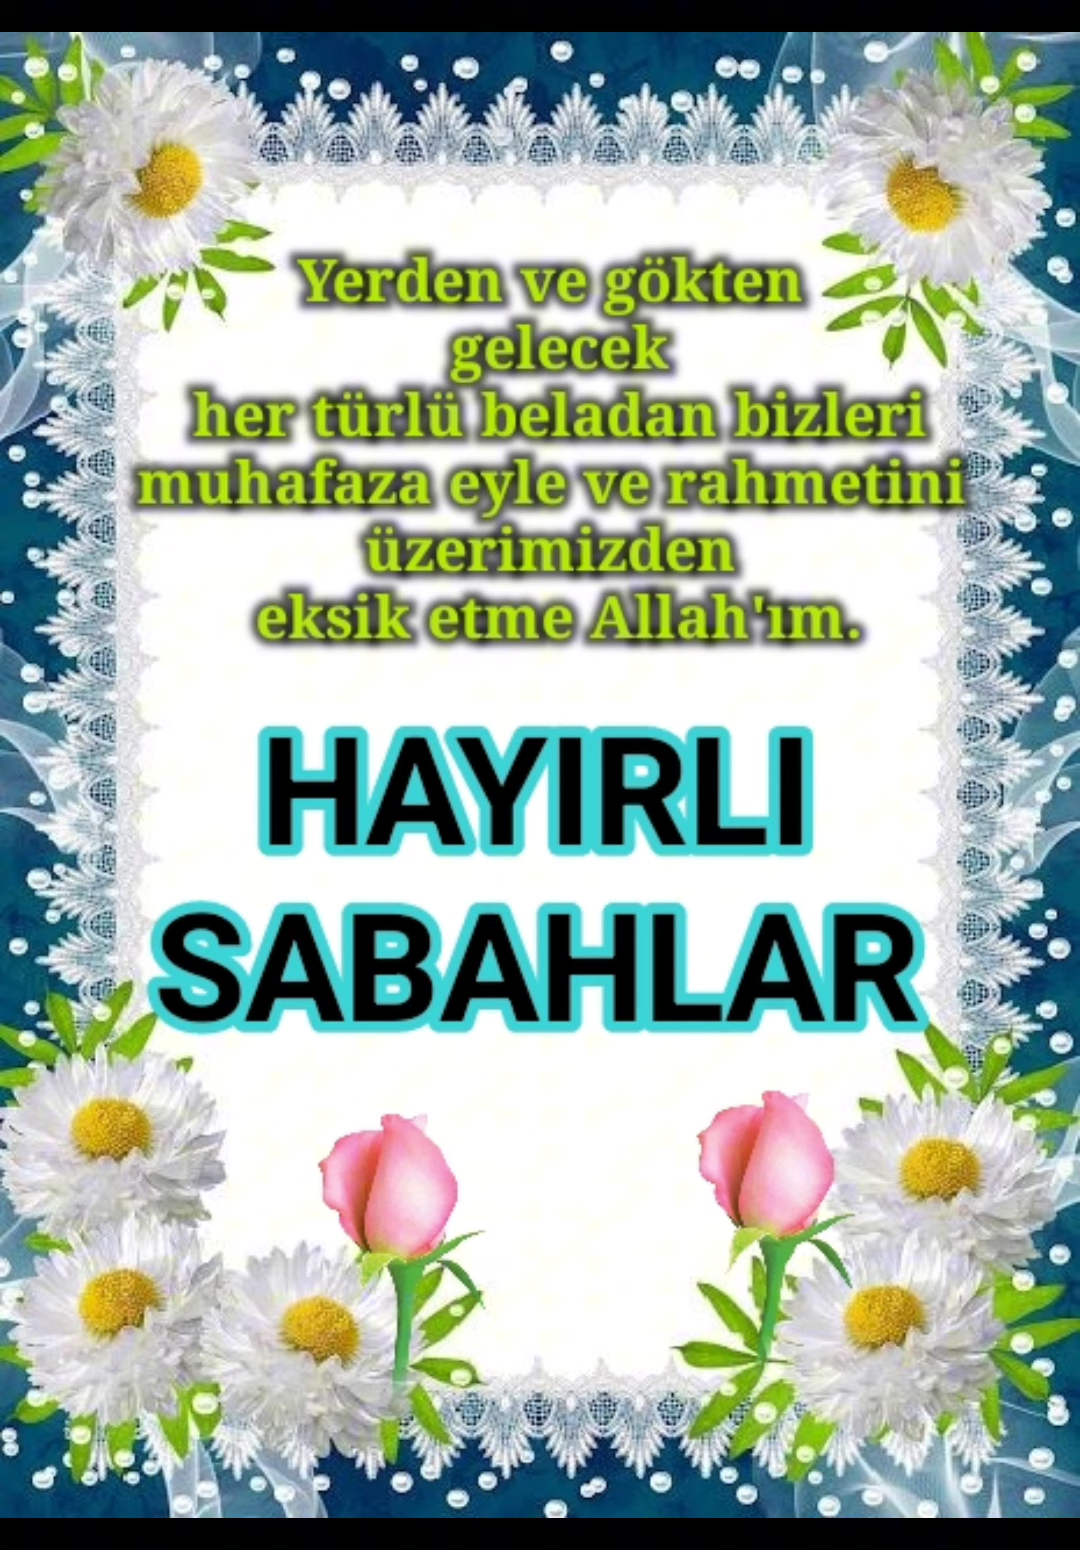 Yerden ve gökten
gelecek
her türlü beladan bizleri
muhafaza eyle ve rahmetini
üzerimizden
eksik etme Allah'ım.
HAYIRLI
SABAHLAR